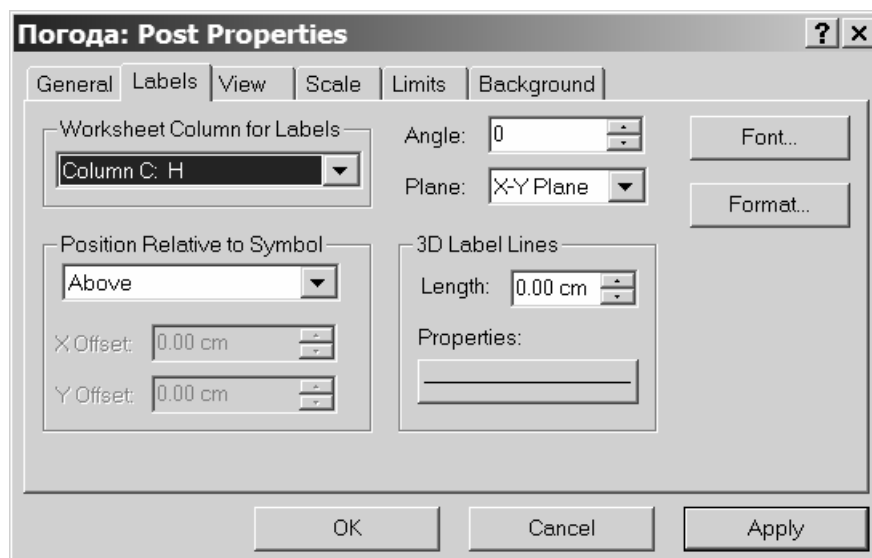 Погода: Post Properties
General Labels View Scale Limits Background
Worksheet Column for Labels
Column C: H
Angle: 0
Plane: X-Y Plane
Font...
Format...
Position Relative to Symbol
Above
X Offset: 0.00 cm
Y Offset: 0.00 cm
3D Label Lines
Length: 0.00 cm
Properties:
OK Cancel Apply